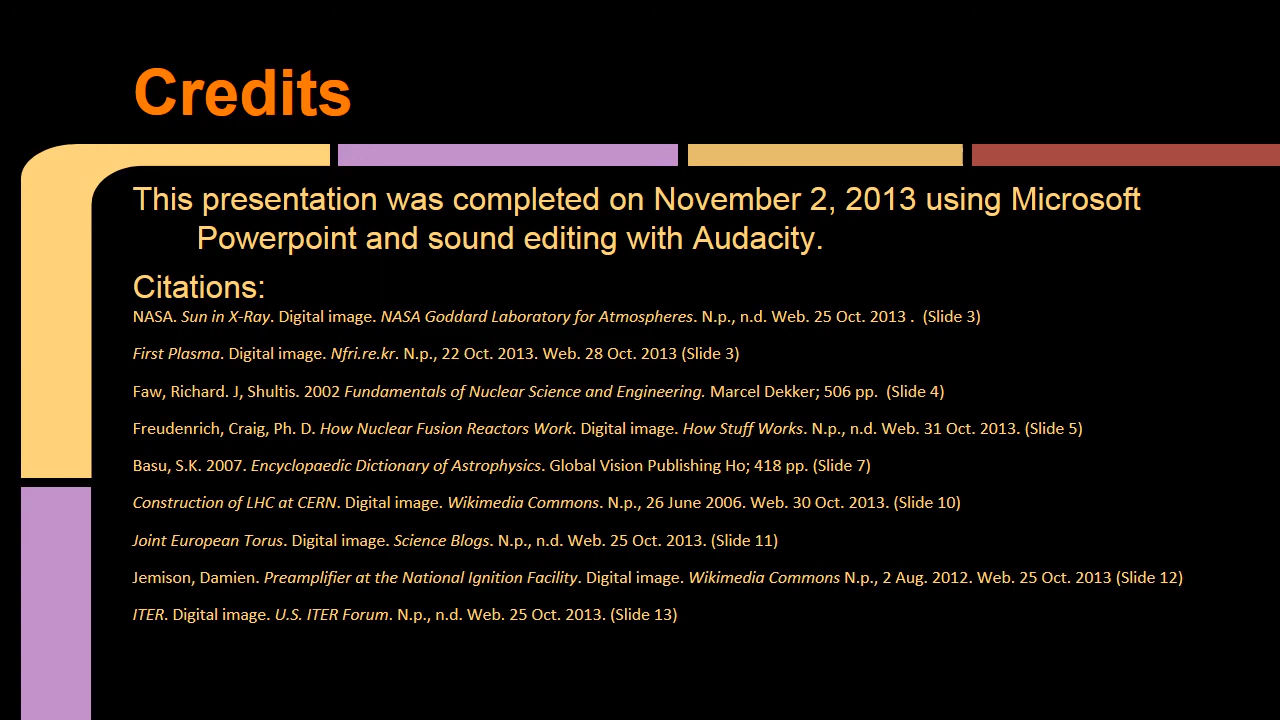 Credits
This presentation was completed on November 2, 2013 using Microsoft
Powerpoint and sound editing with Audacity.
Citations:
NASA. Sun in X-Ray. Digital image. NASA Goddard Laboratory for Atmospheres. N.p., n.d. Web. 25 Oct. 2013 .  (Slide 3)
First Plasma. Digital image. Nfri.re.kr. N.p., 22 Oct. 2013. Web. 28 Oct. 2013 (Slide 3)
Faw, Richard. J, Shultis. 2002 Fundamentals of Nuclear Science and Engineering. Marcel Dekker; 506 pp.  (Slide 4)
Freudenrich, Craig, Ph. D. How Nuclear Fusion Reactors Work. Digital image. How Stuff Works. N.p., n.d. Web. 31 Oct. 2013. (Slide 5)
Basu, S.K. 2007. Encyclopaedic Dictionary of Astrophysics. Global Vision Publishing Ho; 418 pp. (Slide 7)
Construction of LHC at CERN. Digital image. Wikimedia Commons. N.p., 26 June 2006. Web. 30 Oct. 2013. (Slide 10)
Joint European Torus. Digital image. Science Blogs. N.p., n.d. Web. 25 Oct. 2013. (Slide 11)
Jemison, Damien. Preamplifier at the National Ignition Facility. Digital image. Wikimedia Commons N.p., 2 Aug. 2012. Web. 25 Oct. 2013 (Slide 12)
ITER. Digital image. U.S. ITER Forum. N.p., n.d. Web. 25 Oct. 2013. (Slide 13)